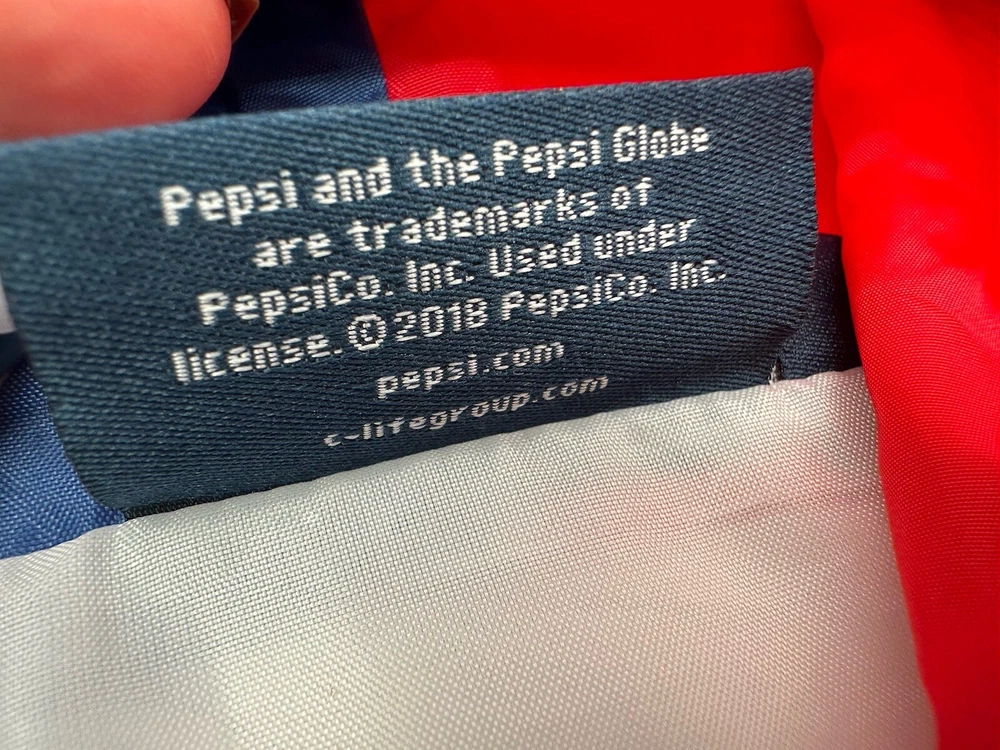 Pepsi and the Pepsi Globe
are trademarks of
PepsiCo. Inc. Used under
license. © 2018 PepsiCo. Inc.
pepsi.com
c-lifegroup.com